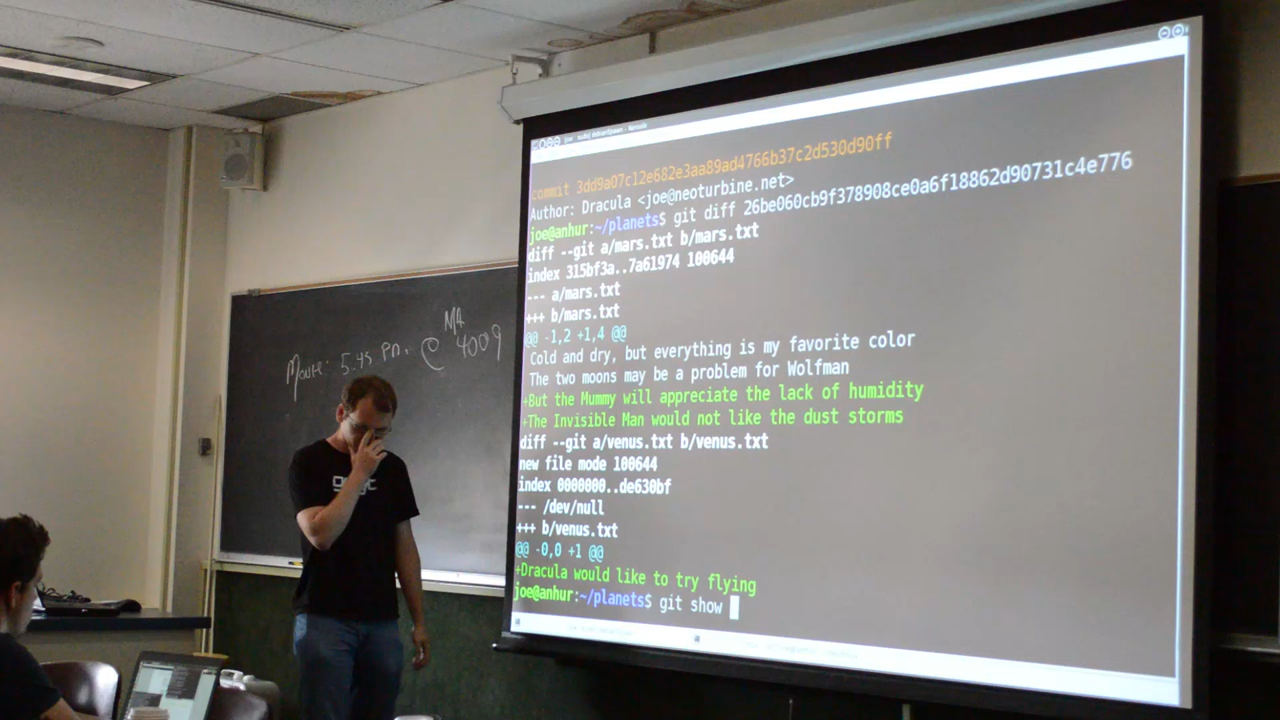 commit 3dd9a07c12e682e3aa89ad4766b37c2d530d90ff
Author: Dracula <joe@neoturbine.net>
joe@anhur:~/planets$ git diff 26be060cb9f378908ce0a6f18862d90731c4e776
diff --git a/mars.txt b/mars.txt
index 315bf3a..7a61974 100644
--- a/mars.txt
+++ b/mars.txt
@@ -1,2 +1,4 @@
Cold and dry, but everything is my favorite color
The two moons may be a problem for Wolfman
+But the Mummy will appreciate the lack of humidity
+The Invisible Man would not like the dust storms
diff --git a/venus.txt b/venus.txt
new file mode 100644
index 0000000..de630bf
--- /dev/null
+++ b/venus.txt
@@ -0,0 +1 @@
+Dracula would like to try flying
joe@anhur:~/planets$ git show
5:45 PM. @ MA 4009